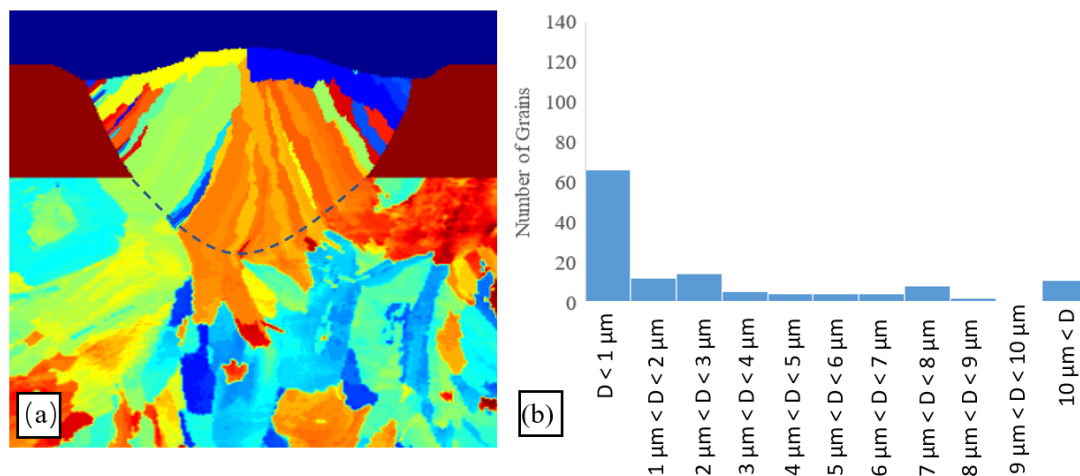 (a)
(b)
Number of Grains
140
120
100
80
60
40
20
0
D < 1 μm
1 μm < D < 2 μm
2 μm < D < 3 μm
3 μm < D < 4 μm
4 μm < D < 5 μm
5 μm < D < 6 μm
6 μm < D < 7 μm
7 μm < D < 8 μm
8 μm < D < 9 μm
9 μm < D < 10 μm
10 μm < D